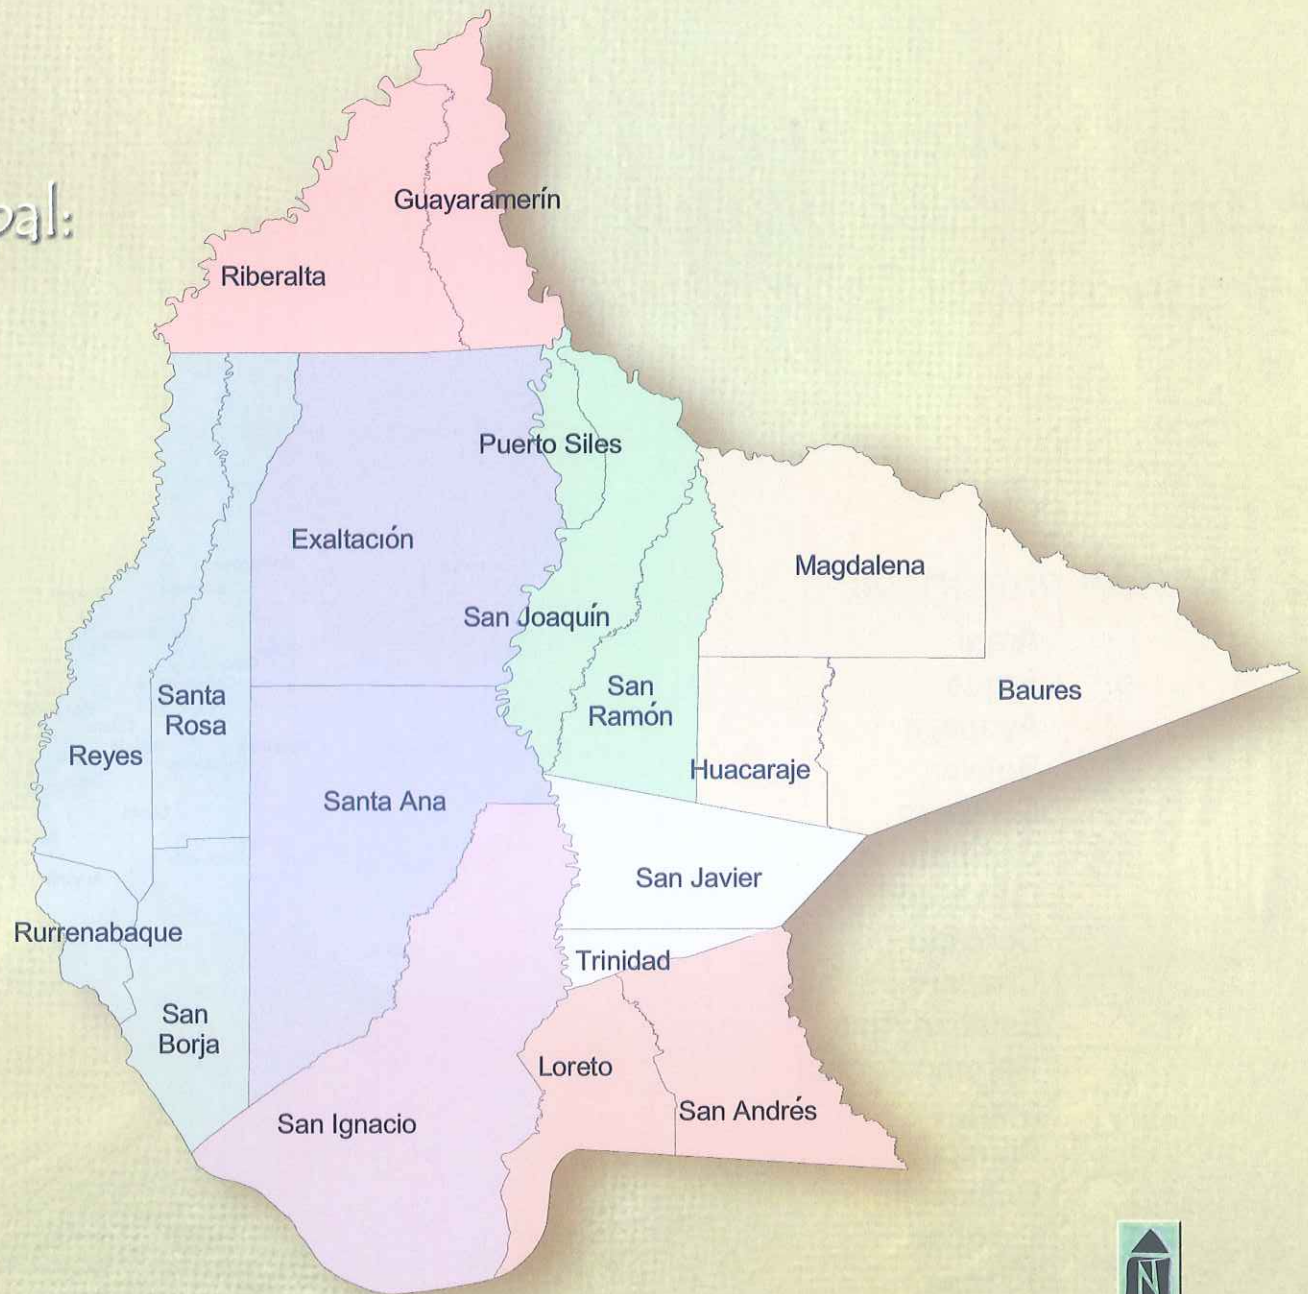 Guayaramerín
Riberalta
Puerto Siles
Exaltación
Magdalena
San Joaquín
San
Ramón
Santa
Rosa
Baures
Reyes
Huacaraje
Santa Ana
San Javier
Rurrenabaque
Trinidad
San
Borja
Loreto
San Andrés
San Ignacio
N